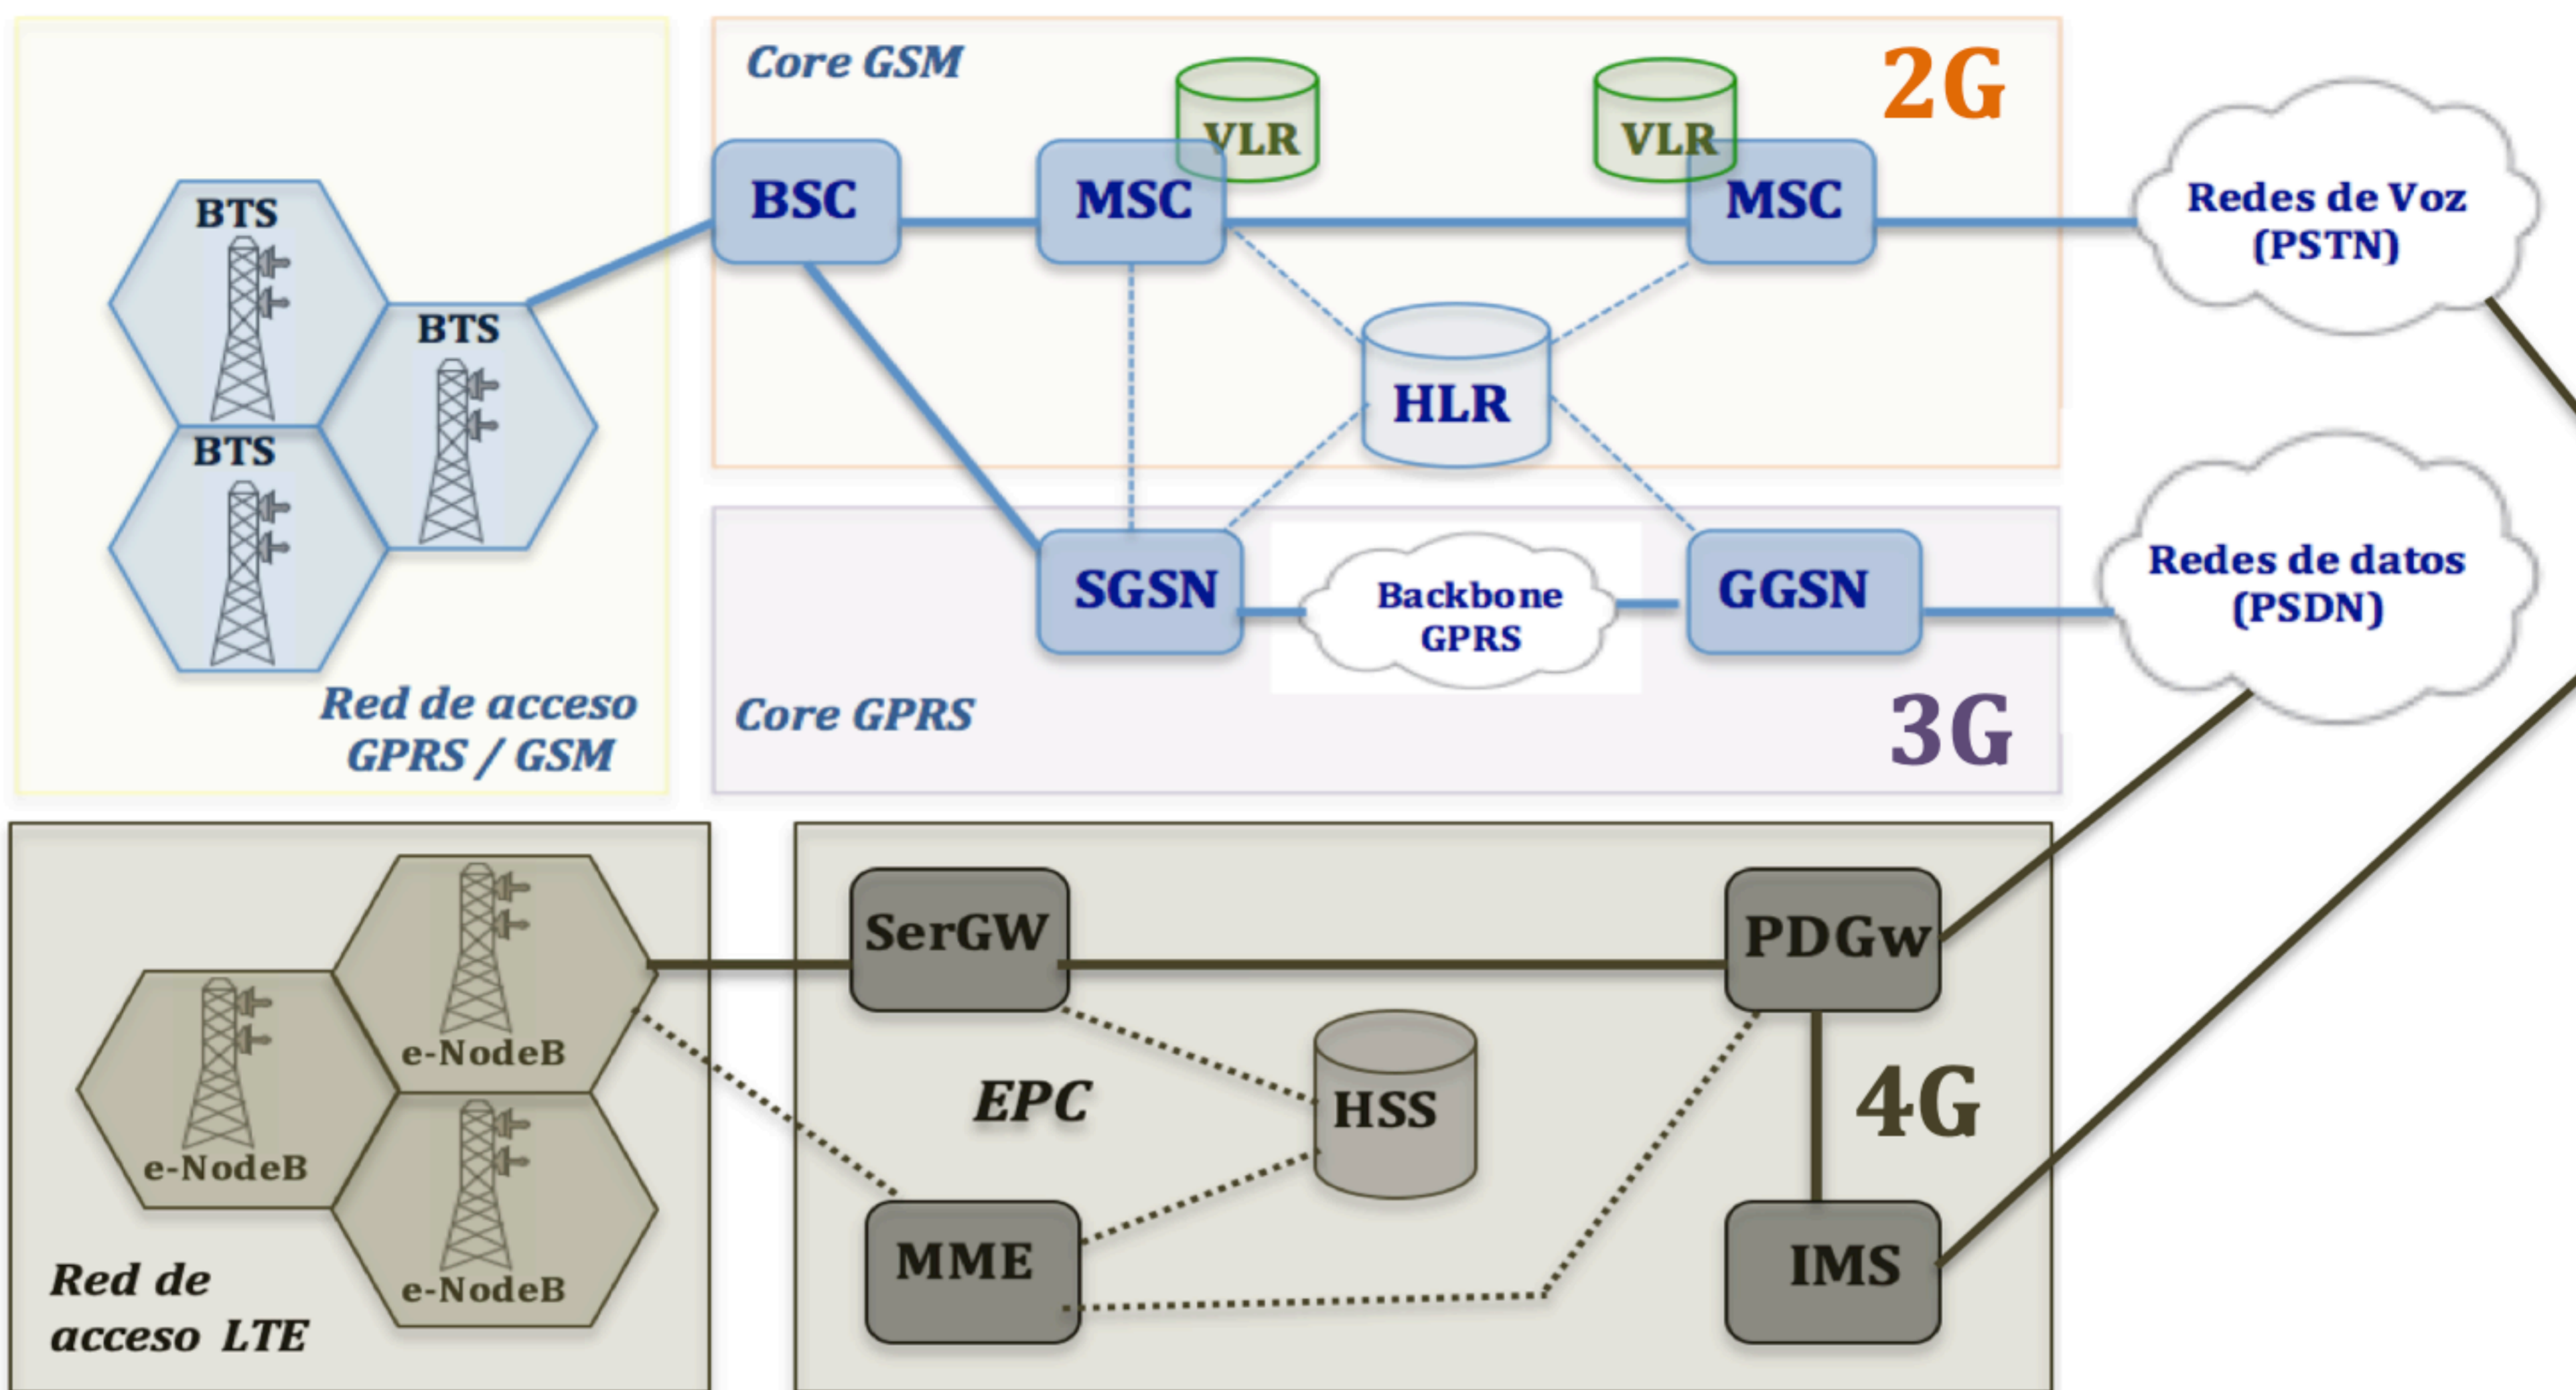 Core GSM
2G
VLR
VLR
BSC
MSC
MSC
Redes de Voz
(PSTN)
BTS
BTS
BTS
HLR
Red de acceso
GPRS / GSM
SGSN
Backbone
GPRS
GGSN
Redes de datos
(PSDN)
Core GPRS
3G
e-NodeB
e-NodeB
e-NodeB
Red de
acceso LTE
SerGW
PDGw
EPC
HSS
4G
MME
IMS